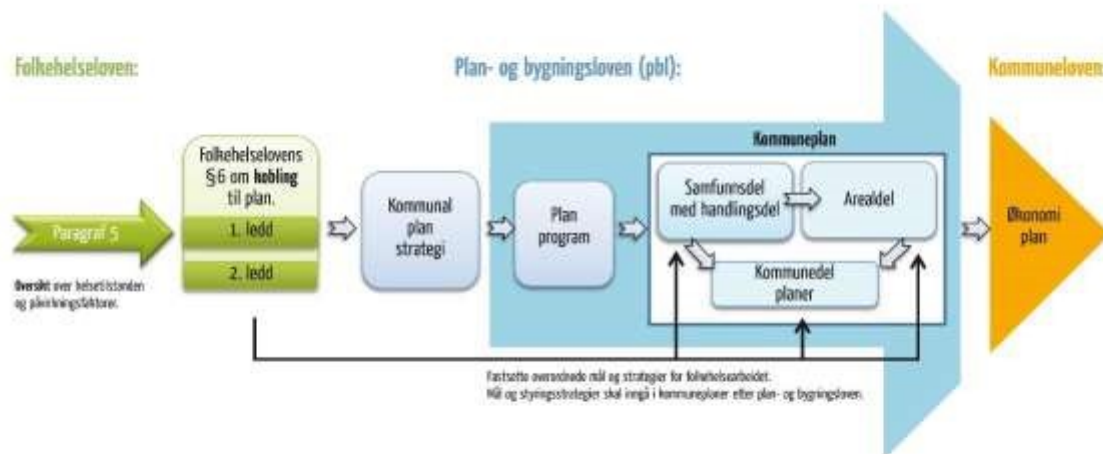 Folkehelseloven:
Plan- og bygningsloven (pbl):
Kommuneloven:
Paragraf 5
Oversikt over helsetilstanden
og påvirkningsfaktorer.
Folkehelselovens
§6 om kobling
til plan.
1. ledd
2. ledd
Kommunal
plan
strategi
Plan
program
Kommuneplan
Samfunnsdel
med handlingsdel
Arealdel
Kommunedel
planer
Økonomi
plan
Fastsette overordnede mål og strategier for folkehelsearbeidet.
Mål og styringsstrategier skal inngå i kommuneplaner etter plan- og bygningsloven.